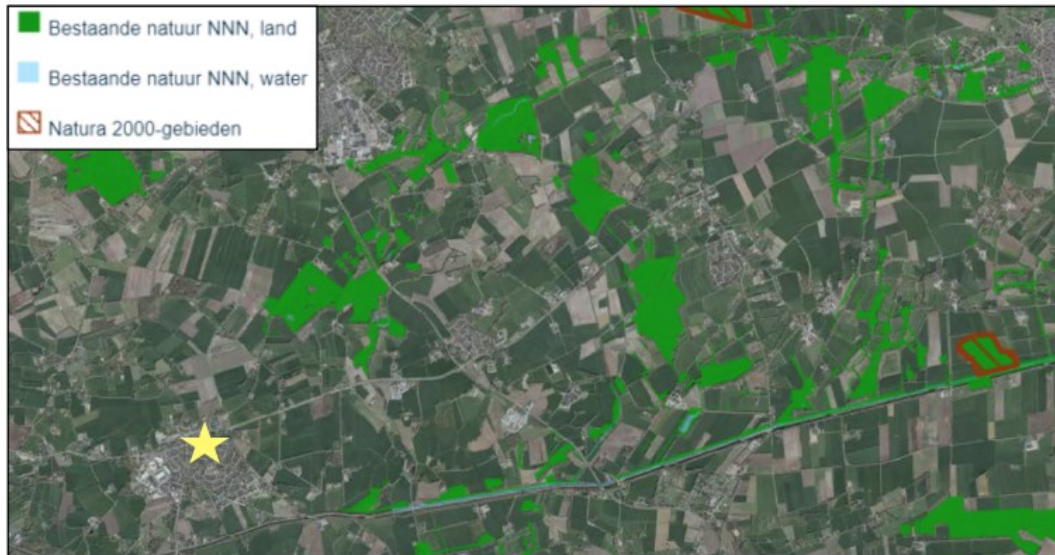 Bestaande natuur NNN, land
Bestaande natuur NNN, water
Natura 2000-gebieden